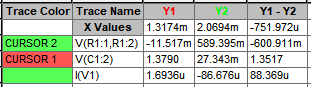 Trace Color Trace Name Y1 Y2 Y1 - Y2
X Values 1.3174m 2.0694m -751.972u
CURSOR 2 V(R1:1,R1:2) -11.517m 589.395m -600.911m
CURSOR 1 V(C1:2) 1.3790 27.343m 1.3517
I(V1) 1.6936u -86.676u 88.369u